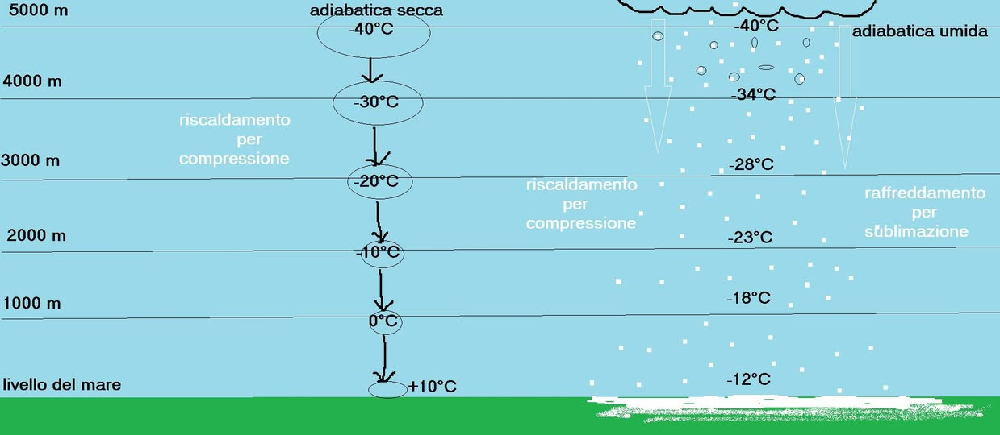 5000 m
adiabatica secca
-40°C
-40°C
adiabatica umida
4000 m
-30°C
-34°C
riscaldamento
per
compressione
3000 m
-20°C
-28°C
riscaldamento
per
compressione
raffreddamento
per
sublimazione
2000 m
-10°C
-23°C
1000 m
0°C
-18°C
livello del mare
+10°C
-12°C